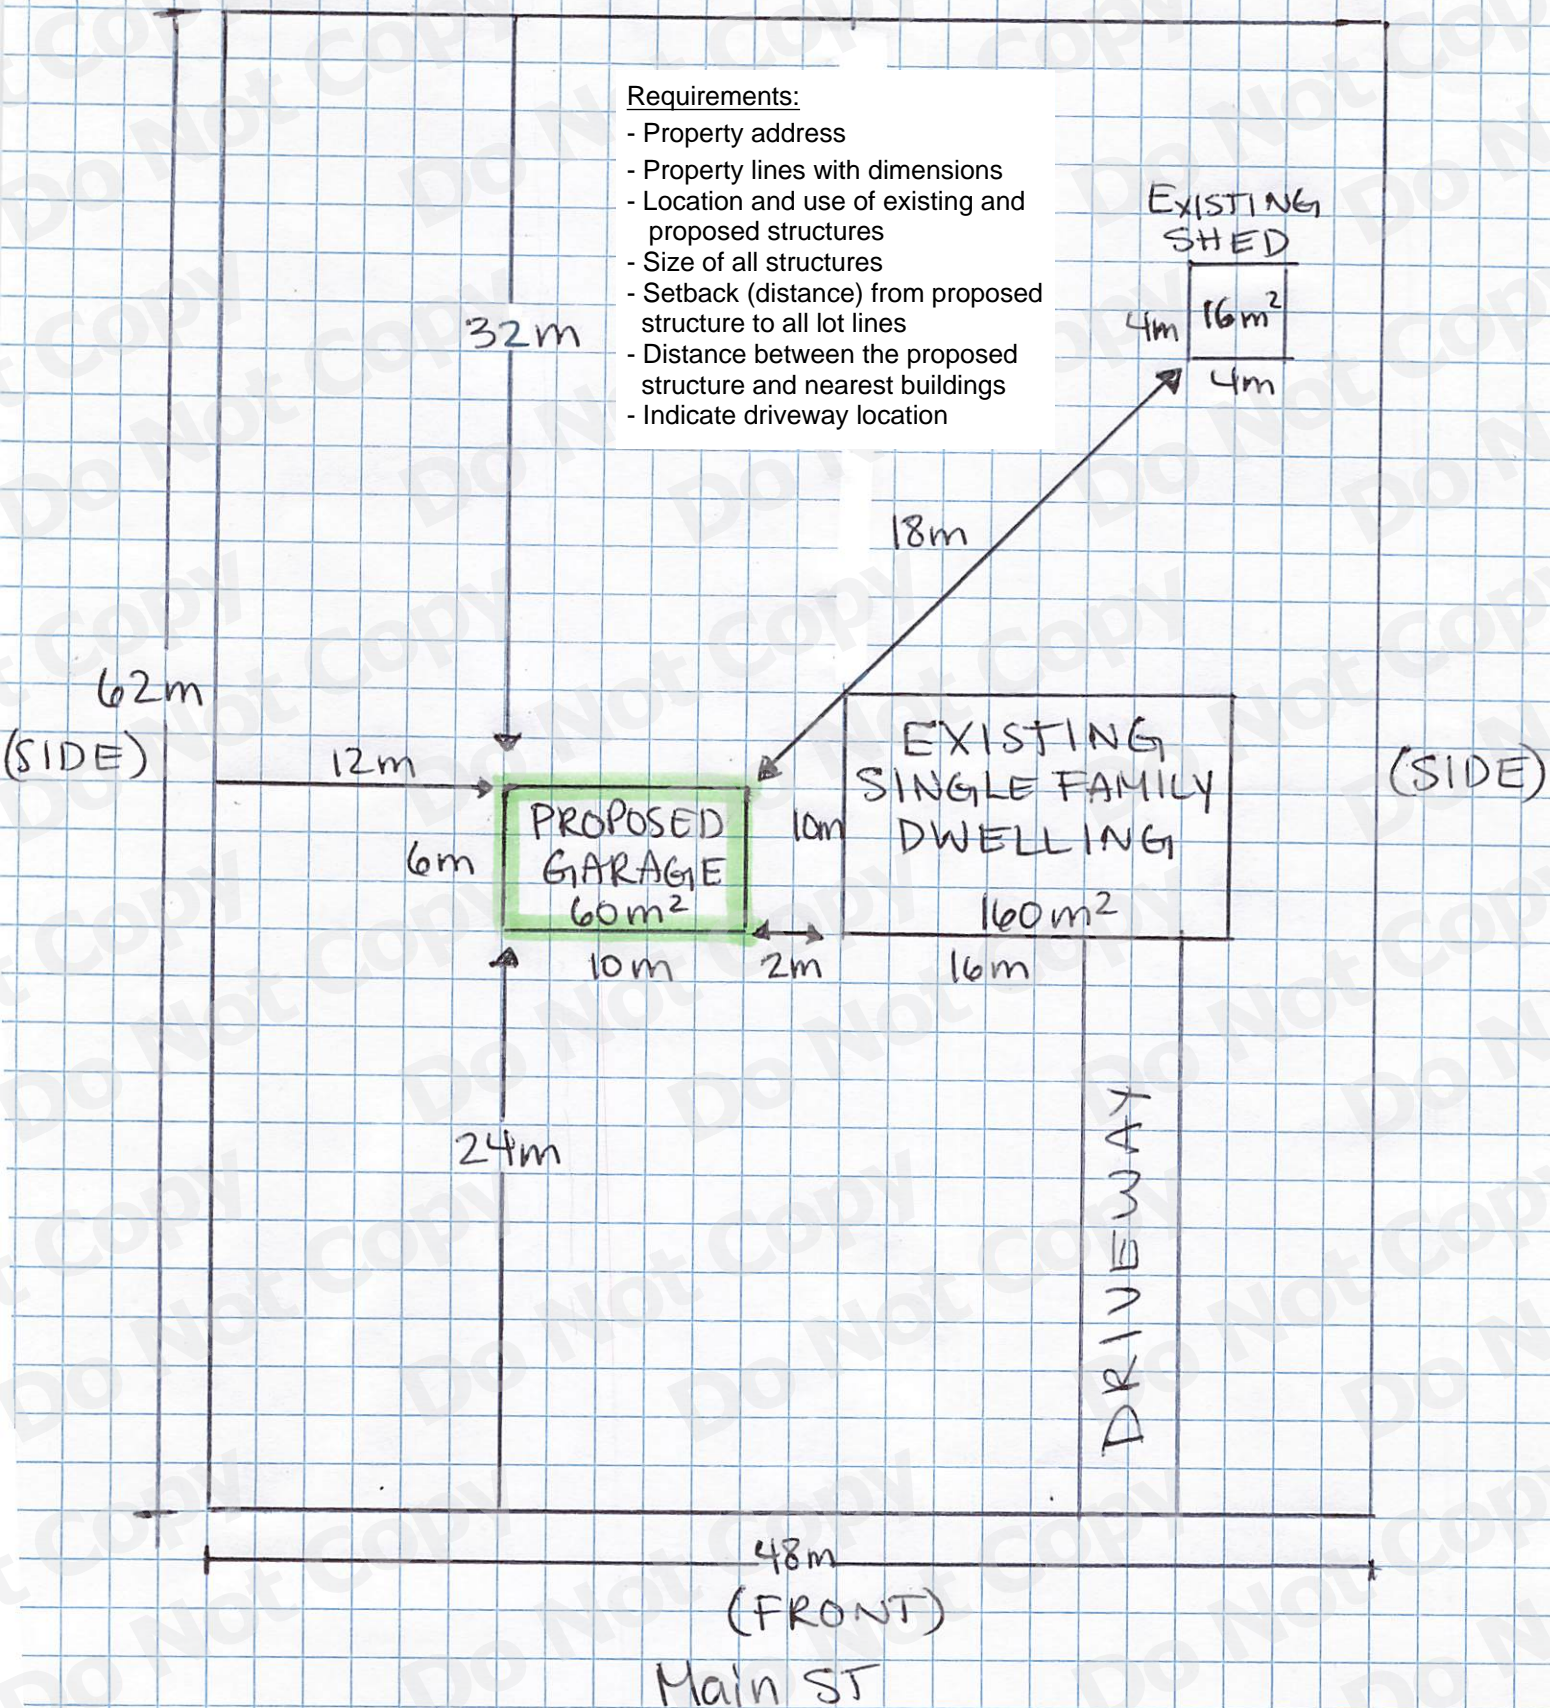 Requirements:
- Property address
- Property lines with dimensions
- Location and use of existing and
proposed structures
- Size of all structures
- Setback (distance) from proposed
structure to all lot lines
- Distance between the proposed
structure and nearest buildings
- Indicate driveway location
EXISTING
SHED
4m
16m²
4m
32m
18m
62m
(SIDE)
12m
6m
PROPOSED
GARAGE
60m²
10m
2m
10m
EXISTING
SINGLE FAMILY
DWELLING
160m²
16m
(SIDE)
24m
DRIVEWAY
48m
(FRONT)
Main ST
Do Not Copy